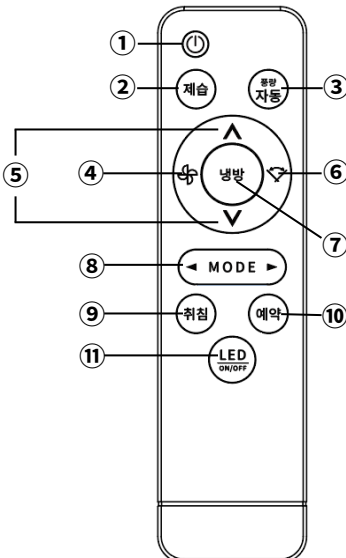 ①
② 제습
풍량
자동 ③
⑤
④
냉방
⑥
⑦
⑧ ◄ MODE ►
⑨ 취침
예약 ⑩
⑪ LED
ON/OFF